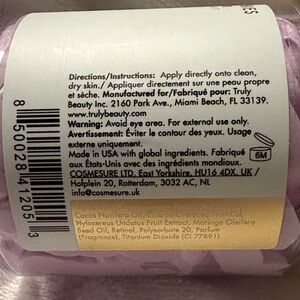 Directions/Instructions: Apply directly onto clean,
dry skin./ Appliquer directement sur une peau propre
et sèche. Manufactured for/Fabriqué pour: Truly
Beauty Inc. 2160 Park Ave., Miami Beach, FL 33139.
www.trulybeauty.com
Warning: Avoid eye area. For external use only.
Avertissement: Éviter le contour des yeux. Usage
externe uniquement.
Made in USA with global ingredients. Fabriqué
aux États-Unis avec des ingrédients mondiaux.
COSMESURE LTD. East Yorkshire, HU16 4DX. UK /
Hofplein 20, Rotterdam, 3032 AC, NL
info@cosmesure.com
6M
Cocos Nucifera Oil,
Hylocereus Undatus Fruit Extract, Moringa Oleifera
Seed Oil, Retinol, Polysorbate 20, Parfum
(Fragrance), Titanium Dioxide (CI 77891).